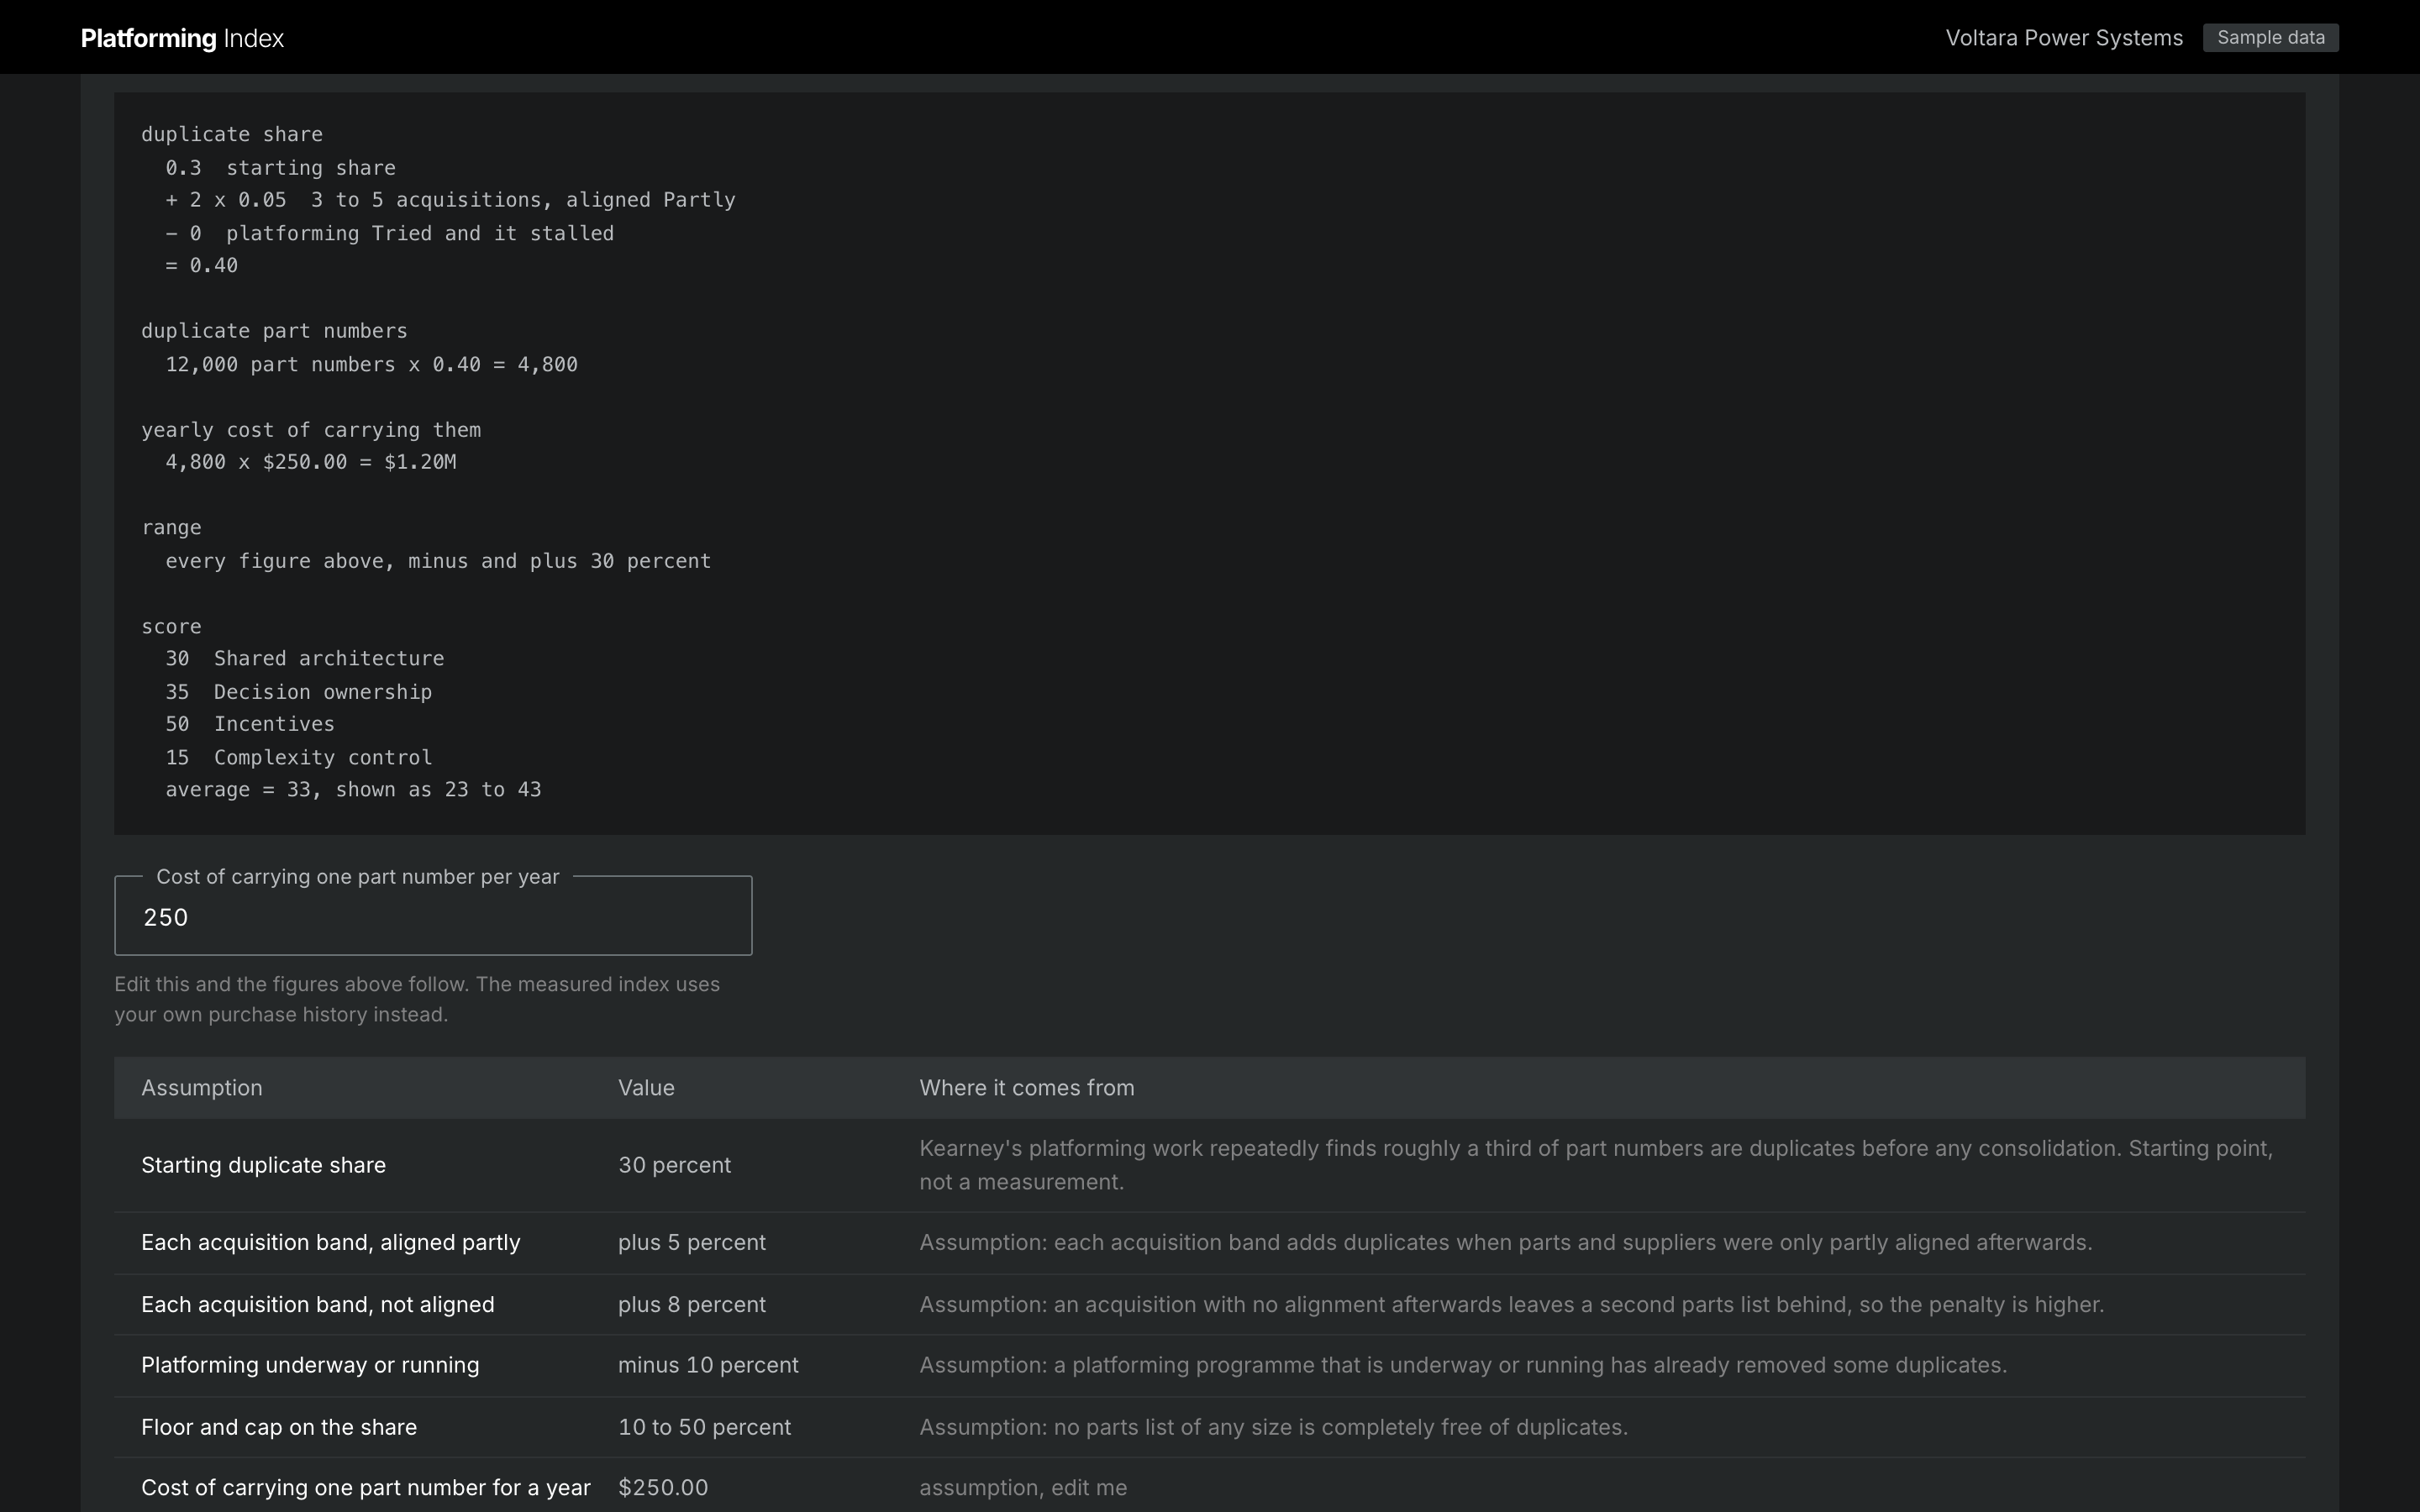 Platforming Index
Voltara Power Systems
Sample data
duplicate share
0.3  starting share
+ 2 x 0.05  3 to 5 acquisitions, aligned Partly
− 0  platforming Tried and it stalled
= 0.40
duplicate part numbers
12,000 part numbers x 0.40 = 4,800
yearly cost of carrying them
4,800 x $250.00 = $1.20M
range
every figure above, minus and plus 30 percent
score
30  Shared architecture
35  Decision ownership
50  Incentives
15  Complexity control
average = 33, shown as 23 to 43
Cost of carrying one part number per year
250
Edit this and the figures above follow. The measured index uses
your own purchase history instead.
Assumption Value Where it comes from
Starting duplicate share 30 percent Kearney's platforming work repeatedly finds roughly a third of part numbers are duplicates before any consolidation. Starting point,
not a measurement.
Each acquisition band, aligned partly plus 5 percent Assumption: each acquisition band adds duplicates when parts and suppliers were only partly aligned afterwards.
Each acquisition band, not aligned plus 8 percent Assumption: an acquisition with no alignment afterwards leaves a second parts list behind, so the penalty is higher.
Platforming underway or running minus 10 percent Assumption: a platforming programme that is underway or running has already removed some duplicates.
Floor and cap on the share 10 to 50 percent Assumption: no parts list of any size is completely free of duplicates.
Cost of carrying one part number for a year $250.00 assumption, edit me